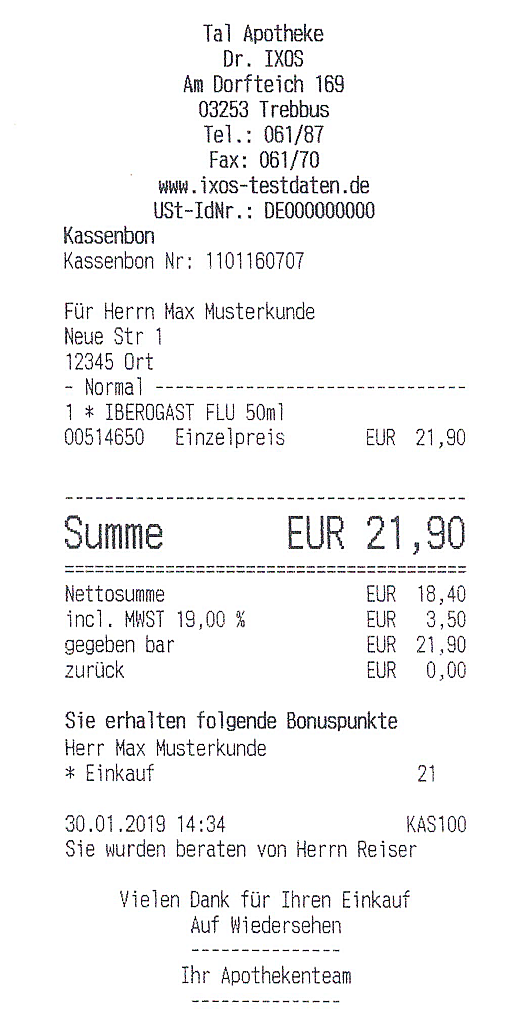 Tal Apotheke
Dr. IXOS
Am Dorfteich 169
03253 Trebbus
Tel.: 061/87
Fax: 061/70
www.ixos-testdaten.de
USt-IdNr.: DE000000000
Kassenbon
Kassenbon Nr: 1101160707
Für Herrn Max Musterkunde
Neue Str 1
12345 Ort
- Normal -------------------------------
1 * IBEROGAST FLU 50ml
00514650 Einzelpreis EUR 21,90
----------------------------------------
Summe EUR 21,90
========================================
Nettosumme EUR 18,40
incl. MWST 19,00 % EUR 3,50
gegeben bar EUR 21,90
zurück EUR 0,00
Sie erhalten folgende Bonuspunkte
Herr Max Musterkunde
* Einkauf 21
30.01.2019 14:34 KAS100
Sie wurden beraten von Herrn Reiser
Vielen Dank für Ihren Einkauf
Auf Wiedersehen
---------------
Ihr Apothekenteam
---------------